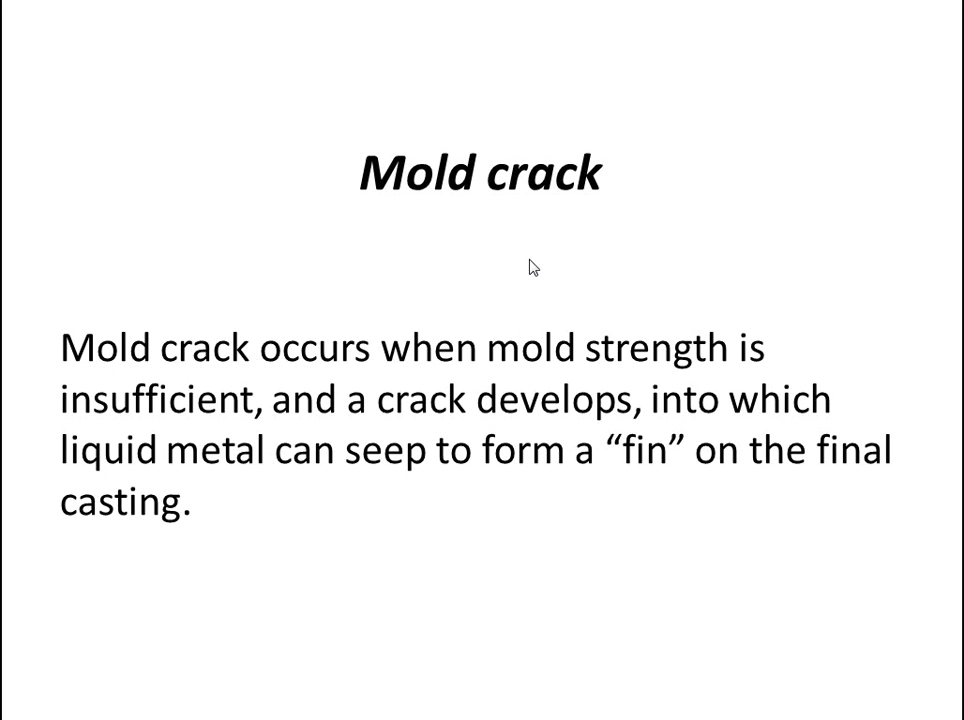 Mold crack
Mold crack occurs when mold strength is
insufficient, and a crack develops, into which
liquid metal can seep to form a “fin” on the final
casting.